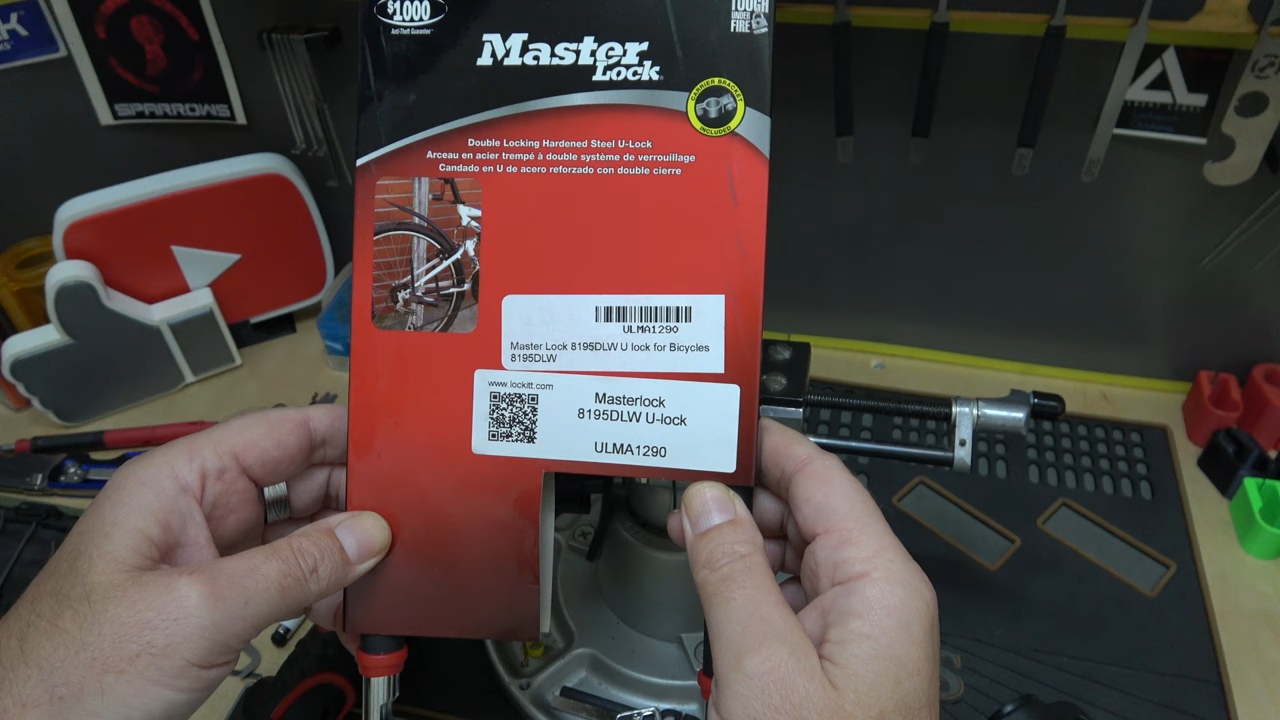 $1000
Anti-Theft Guarantee
TOUGH
UNDER
FIRE
Master
Lock
CARRIER BRACKET
INCLUDED
Double Locking Hardened Steel U-Lock
Arceau en acier trempé à double système de verrouillage
Candado en U de acero reforzado con double cierre
ULMA1290
Master Lock 8195DLW U lock for Bicycles
8195DLW
www.lockitt.com
Masterlock
8195DLW U-lock
ULMA1290
SPARROWS